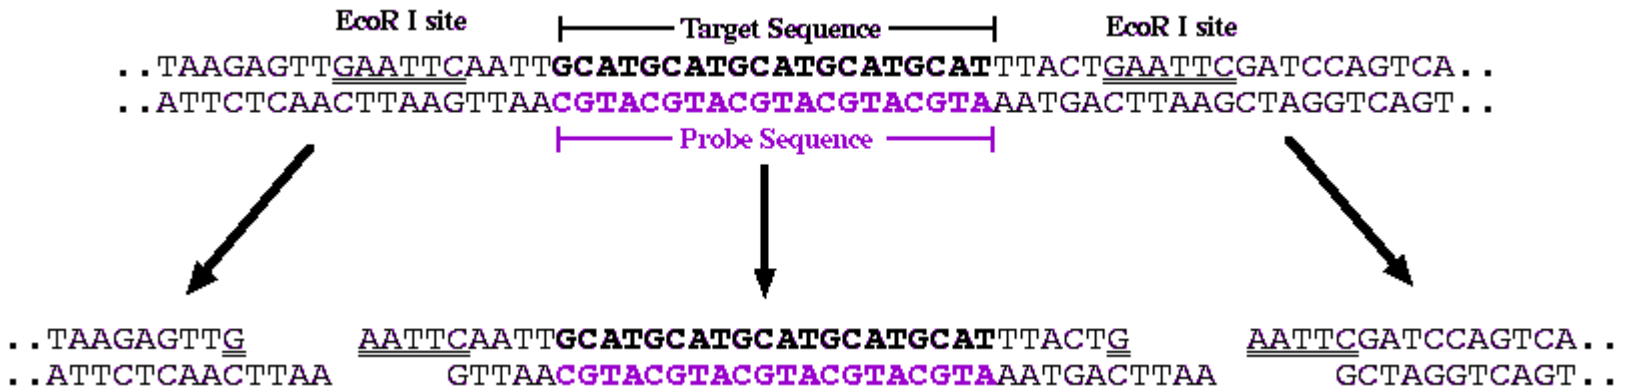 EcoR I site Target Sequence EcoR I site
..TAAGAGTTGAATTCAATTGCATGCATGCATGCATGCATTTACTGAATTCGATCCAGTCA..
..ATTCTCAACTTAAGTTAACGTACGTACGTACGTACGTAAATGACTTAAGCTAGGTCAGT..
Probe Sequence
..TAAGAGTTG AATTCAATTGCATGCATGCATGCATGCATTTACTG AATTCGATCCAGTCA..
..ATTCTCAACTTAA GTTAACGTACGTACGTACGTACGTAAATGACTTAA GCTAGGTCAGT..